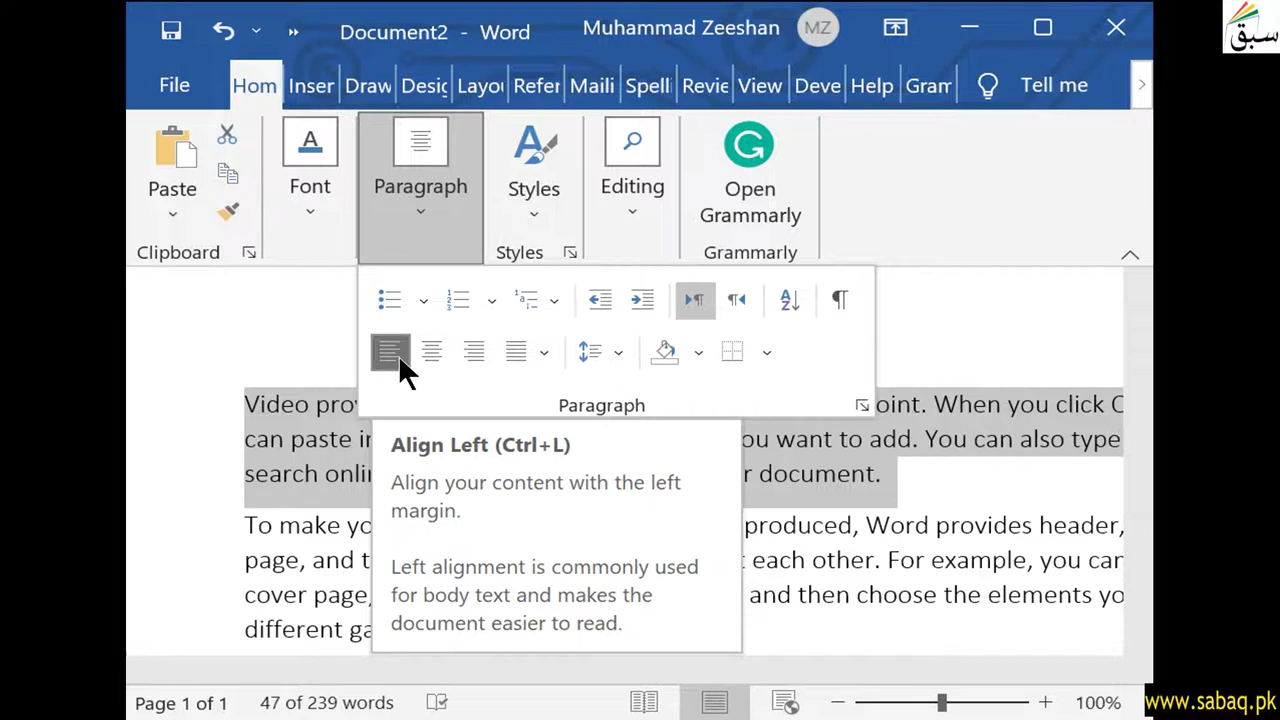 سبق
Document2 - Word
Muhammad Zeeshan
MZ
File
Hom
Inser
Draw
Desig
Layou
Refer
Maili
Spelli
Revie
View
Deve
Help
Gram
Tell me
Paste
Font
Paragraph
Styles
Editing
Open
Grammarly
Clipboard
Styles
Grammarly
Paragraph
Video prov oint. When you click O
can paste in ou want to add. You can also type
search onlin r document.
Align Left (Ctrl+L)
Align your content with the left
margin.
Left alignment is commonly used
for body text and makes the
document easier to read.
To make yo produced, Word provides header,
page, and t t each other. For example, you can
cover page, and then choose the elements yo
different ga
Page 1 of 1
47 of 239 words
100%
www.sabaq.pk